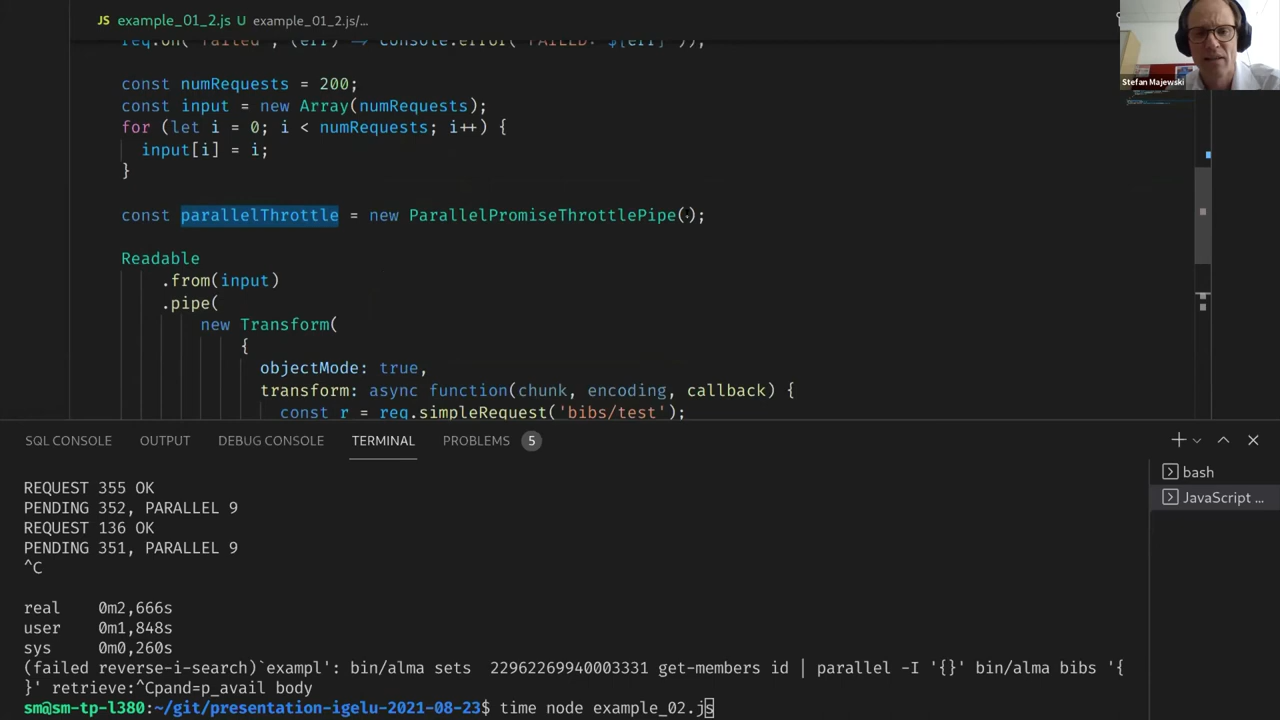 JS example_01_2.js U example_01_2.js/...
req.on('failed', (err) => console.error(`FAILED: ${err}`));
const numRequests = 200;
const input = new Array(numRequests);
for (let i = 0; i < numRequests; i++) {
input[i] = i;
}
const parallelThrottle = new ParallelPromiseThrottlePipe(·);
Readable
.from(input)
.pipe(
new Transform(
{
objectMode: true,
transform: async function(chunk, encoding, callback) {
const r = req.simpleRequest('bibs/test');
Stefan Majewski
SQL CONSOLE OUTPUT DEBUG CONSOLE TERMINAL PROBLEMS 5
REQUEST 355 OK
PENDING 352, PARALLEL 9
REQUEST 136 OK
PENDING 351, PARALLEL 9
^C
real 0m2,666s
user 0m1,848s
sys 0m0,260s
(failed reverse-i-search)`exampl': bin/alma sets 22962269940003331 get-members id | parallel -I '{}' bin/alma bibs '{
}' retrieve:^Cpand=p_avail body
sm@sm-tp-l380:~/git/presentation-igelu-2021-08-23$ time node example_02.js
bash
JavaScript ...